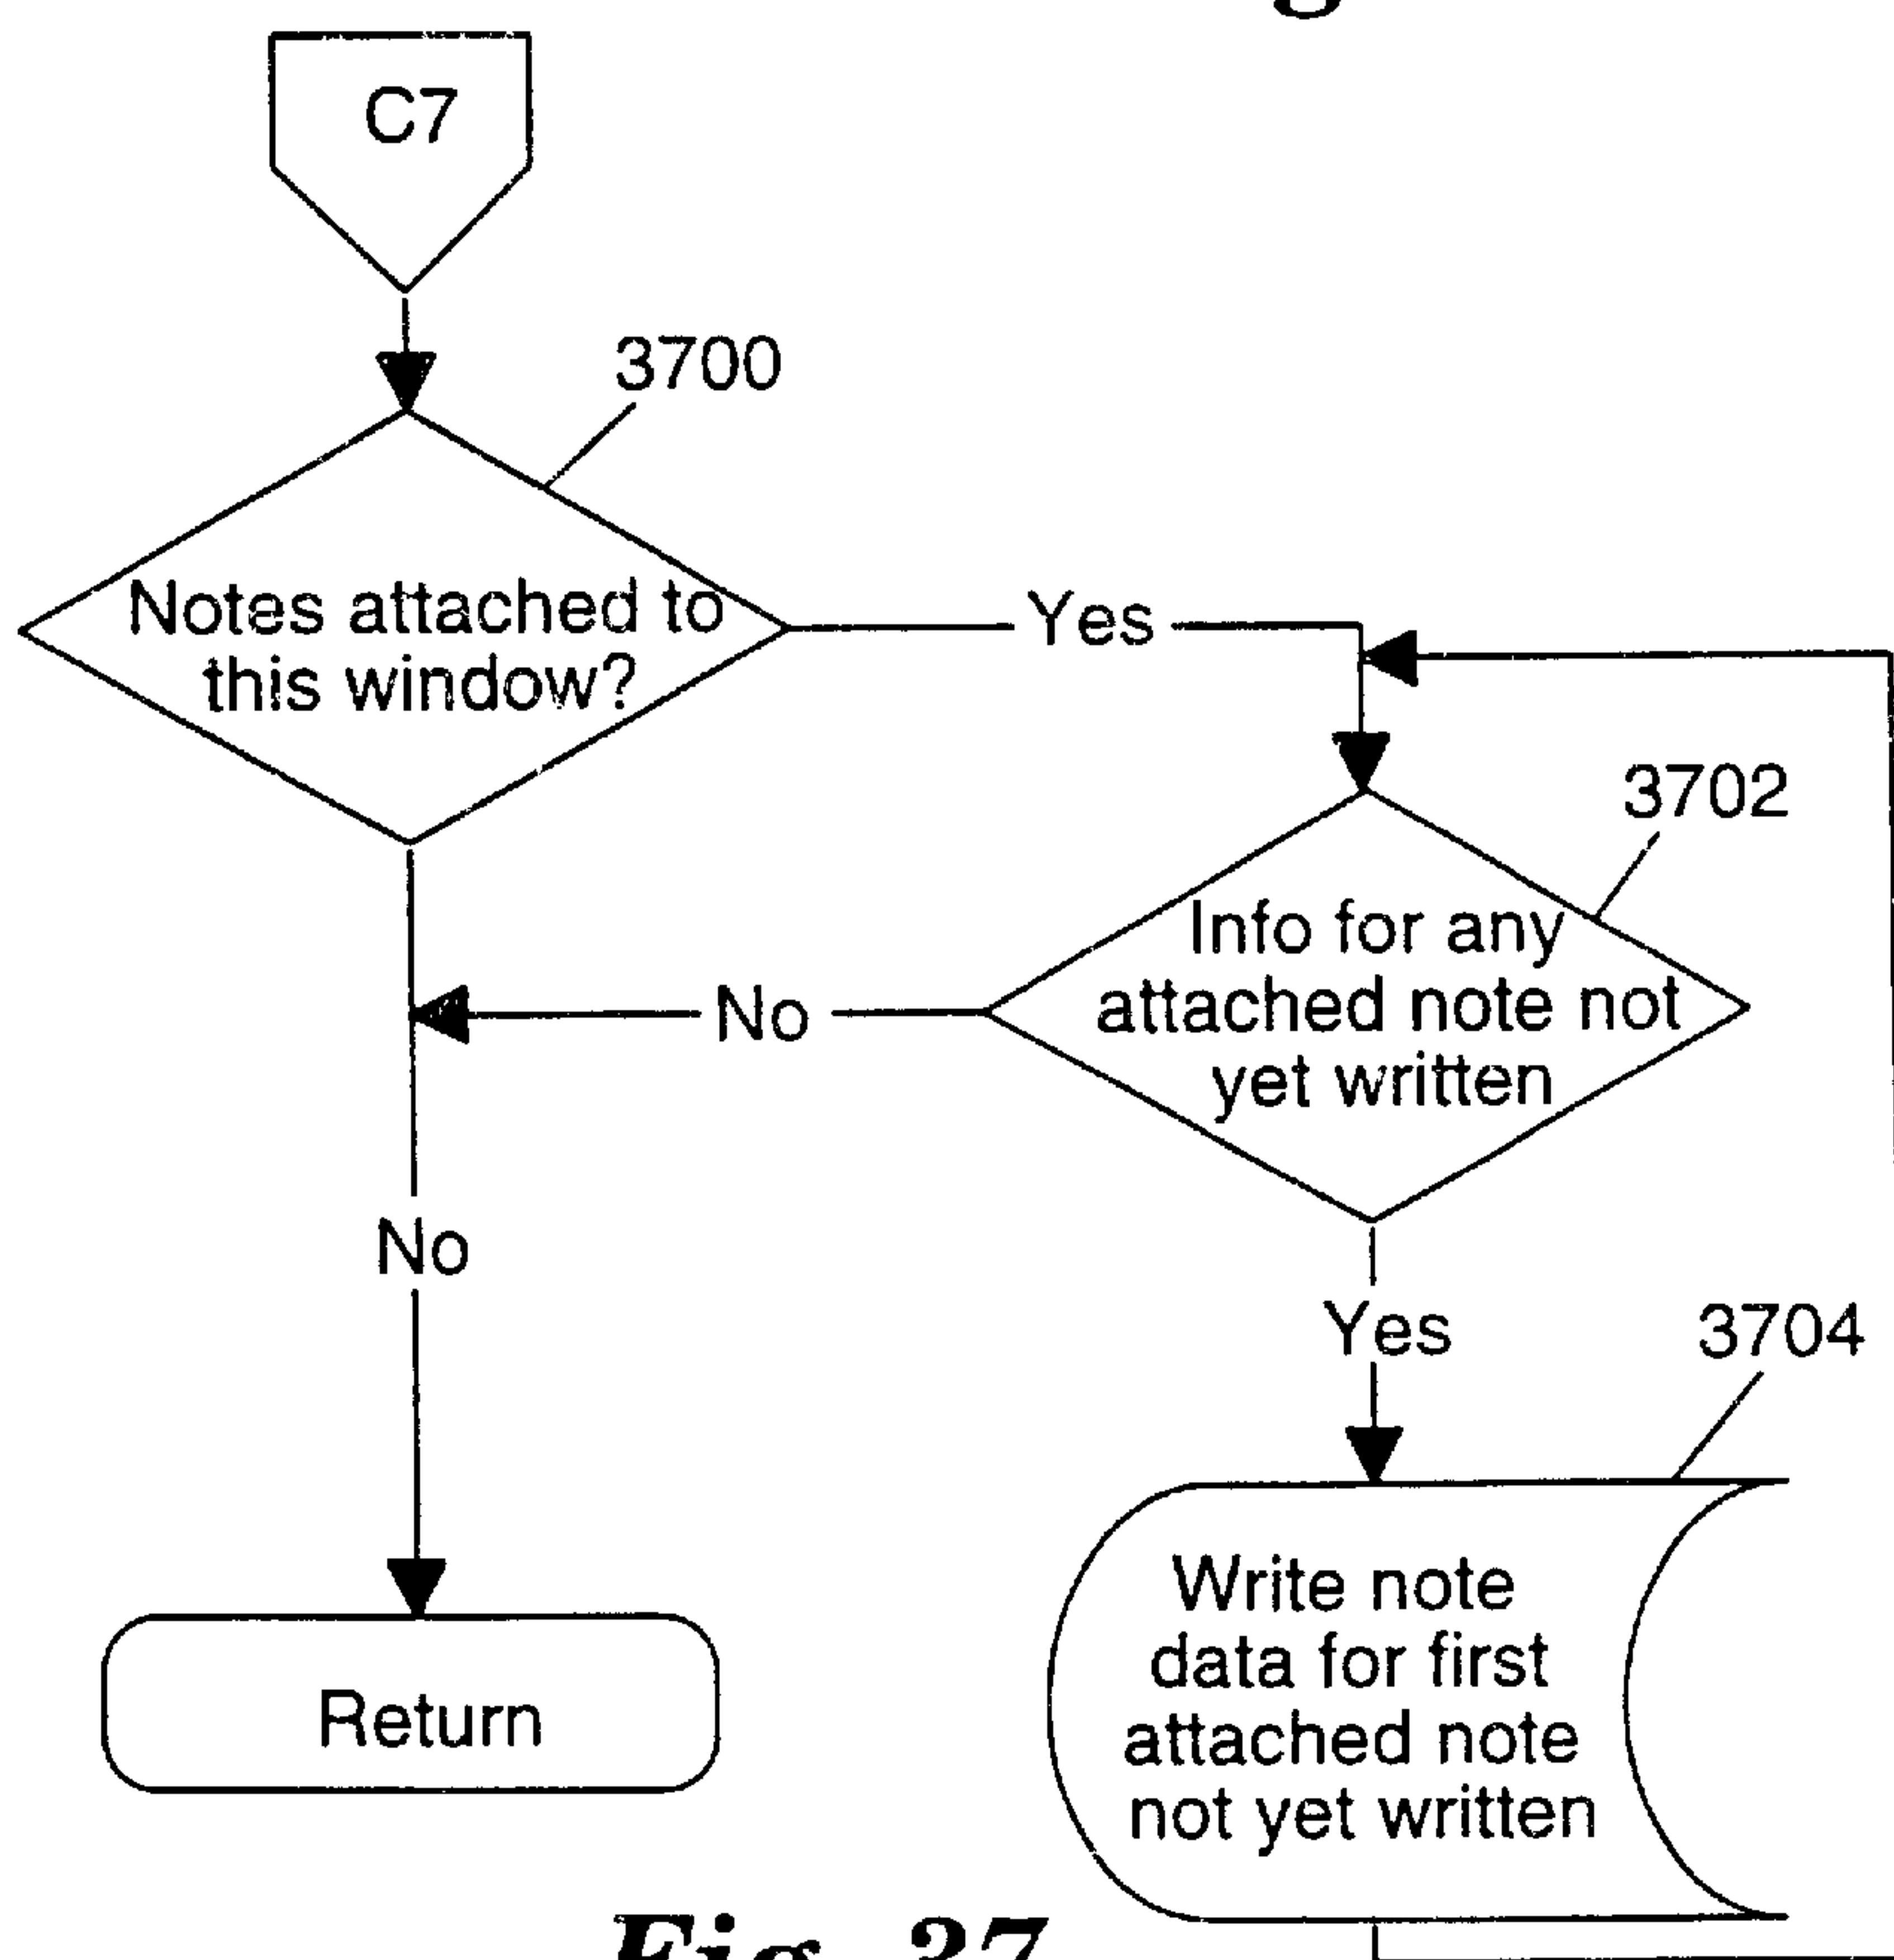 C7
3700
Notes attached to
this window?
Yes
3702
Info for any
attached note not
yet written
No
No
Yes
3704
Write note
data for first
attached note
not yet written
Return
Fig. 37